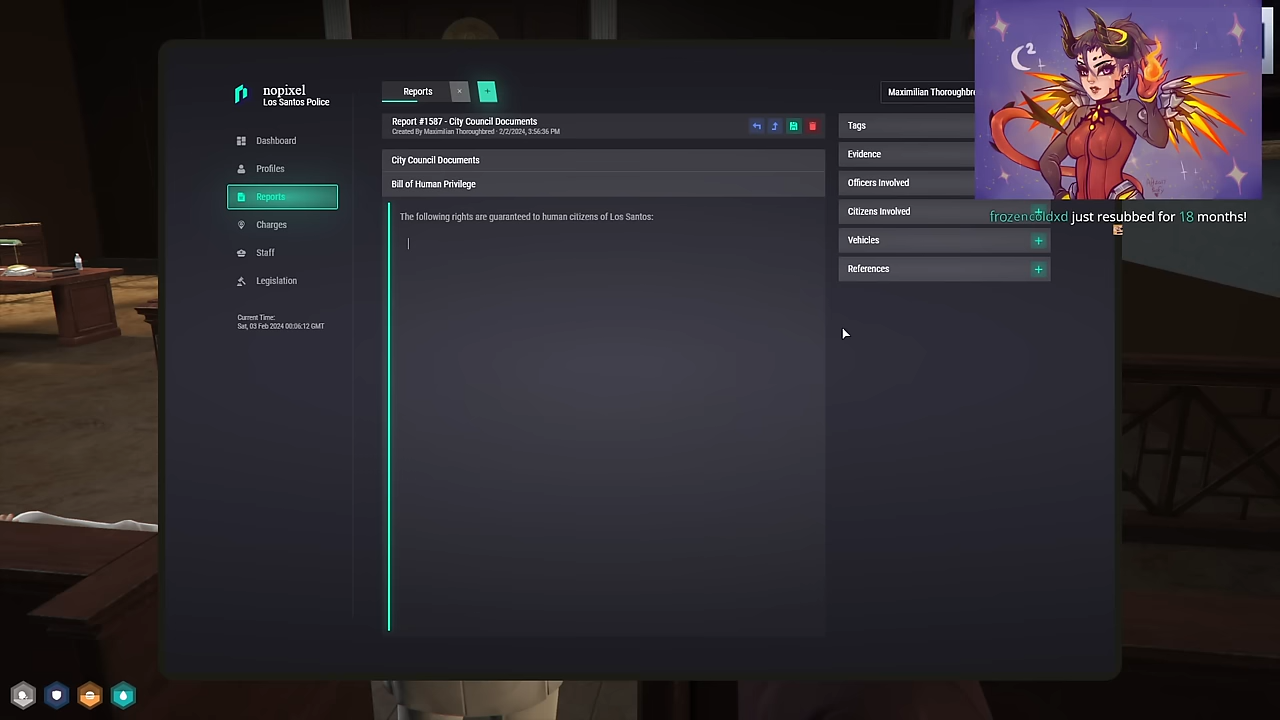 nopixel
Los Santos Police
Dashboard
Profiles
Reports
Charges
Staff
Legislation
Current Time:
Sat, 03 Feb 2024 00:06:12 GMT
Reports ×
+
Report #1587 - City Council Documents
Created By Maximilian Thoroughbred - 2/2/2024, 3:56:36 PM
City Council Documents
Bill of Human Privilege
The following rights are guaranteed to human citizens of Los Santos:
Maximilian Thoroughbre
Tags
Evidence
Officers Involved
Citizens Involved +
Vehicles +
References +
frozencoldxd just resubbed for 18 months!